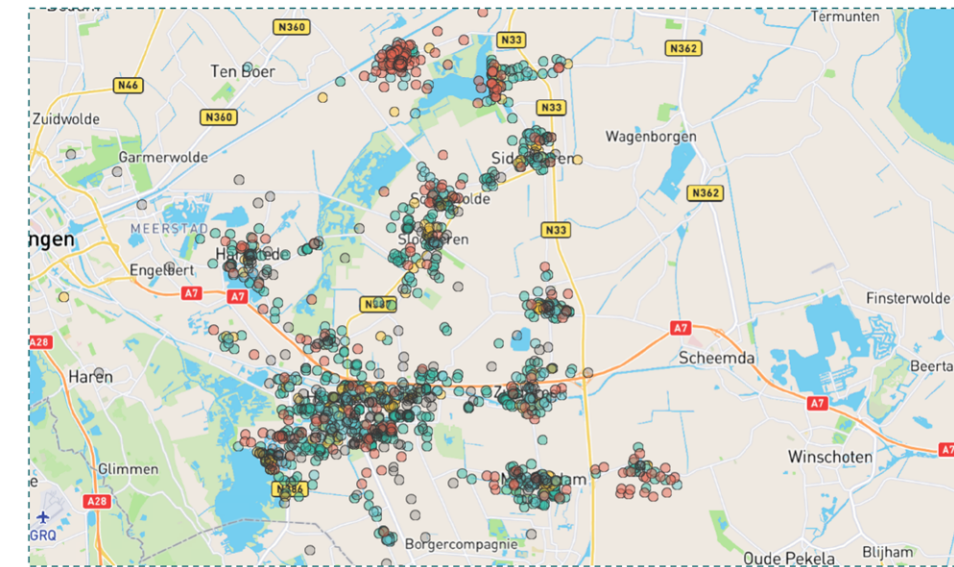 N360
N33
N362
Termunten
Ten Boer
N46
N360
N33
Zuidwolde
Wagenborgen
Garmerwolde
N362
MEERSTAD
ngen
N33
Engelbert
A7
A7
Finsterwolde
A28
A7
Scheemda
Haren
Beerta
A7
A7
Winschoten
Glimmen
A28
GRQ
Borgercompagnie
Oude Pekela
Blijham